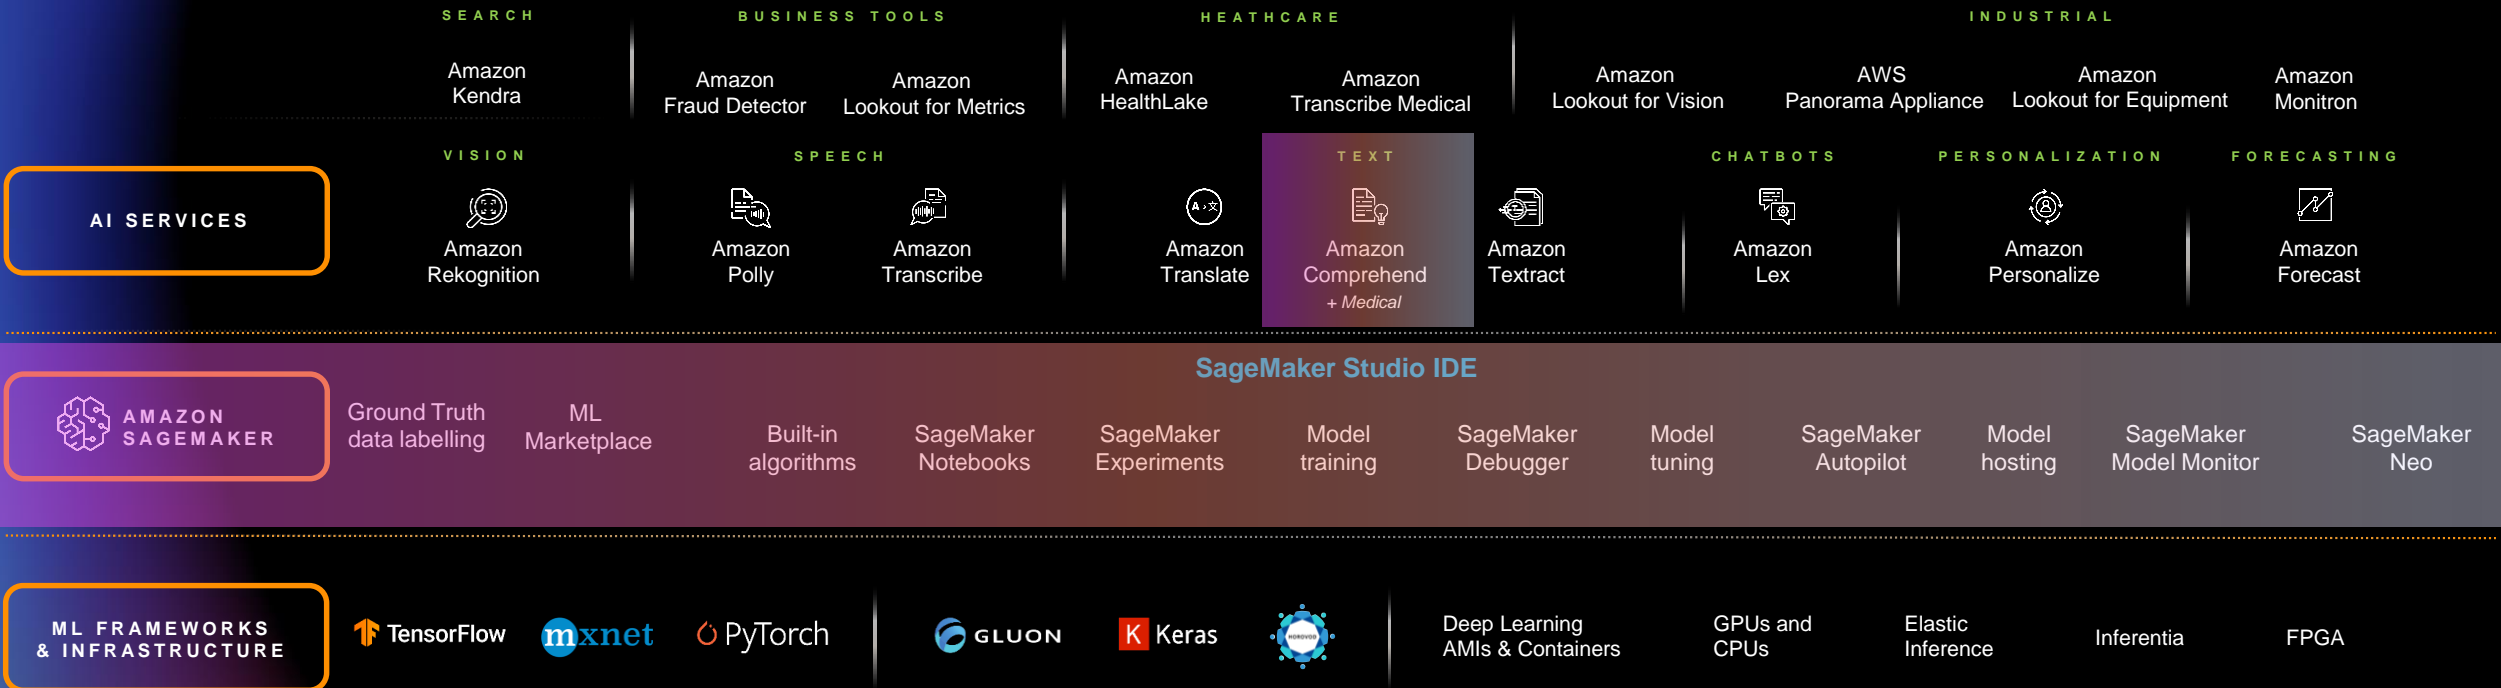 SEARCH
BUSINESS TOOLS
HEATHCARE
INDUSTRIAL
Amazon
Kendra
Amazon
Fraud Detector
Amazon
Lookout for Metrics
Amazon
HealthLake
Amazon
Transcribe Medical
Amazon
Lookout for Vision
AWS
Panorama Appliance
Amazon
Lookout for Equipment
Amazon
Monitron
AI SERVICES
VISION
SPEECH
TEXT
CHATBOTS
PERSONALIZATION
FORECASTING
Amazon
Rekognition
Amazon
Polly
Amazon
Transcribe
A
文
Amazon
Translate
Amazon
Comprehend
+ Medical
Amazon
Textract
Amazon
Lex
Amazon
Personalize
Amazon
Forecast
SageMaker Studio IDE
AMAZON
SAGEMAKER
Ground Truth
data labelling
ML
Marketplace
Built-in
algorithms
SageMaker
Notebooks
SageMaker
Experiments
Model
training
SageMaker
Debugger
Model
tuning
SageMaker
Autopilot
Model
hosting
SageMaker
Model Monitor
SageMaker
Neo
ML FRAMEWORKS
& INFRASTRUCTURE
TensorFlow
mxnet
PyTorch
GLUON
K Keras
HOROVOD
Deep Learning
AMIs & Containers
GPUs and
CPUs
Elastic
Inference
Inferentia
FPGA